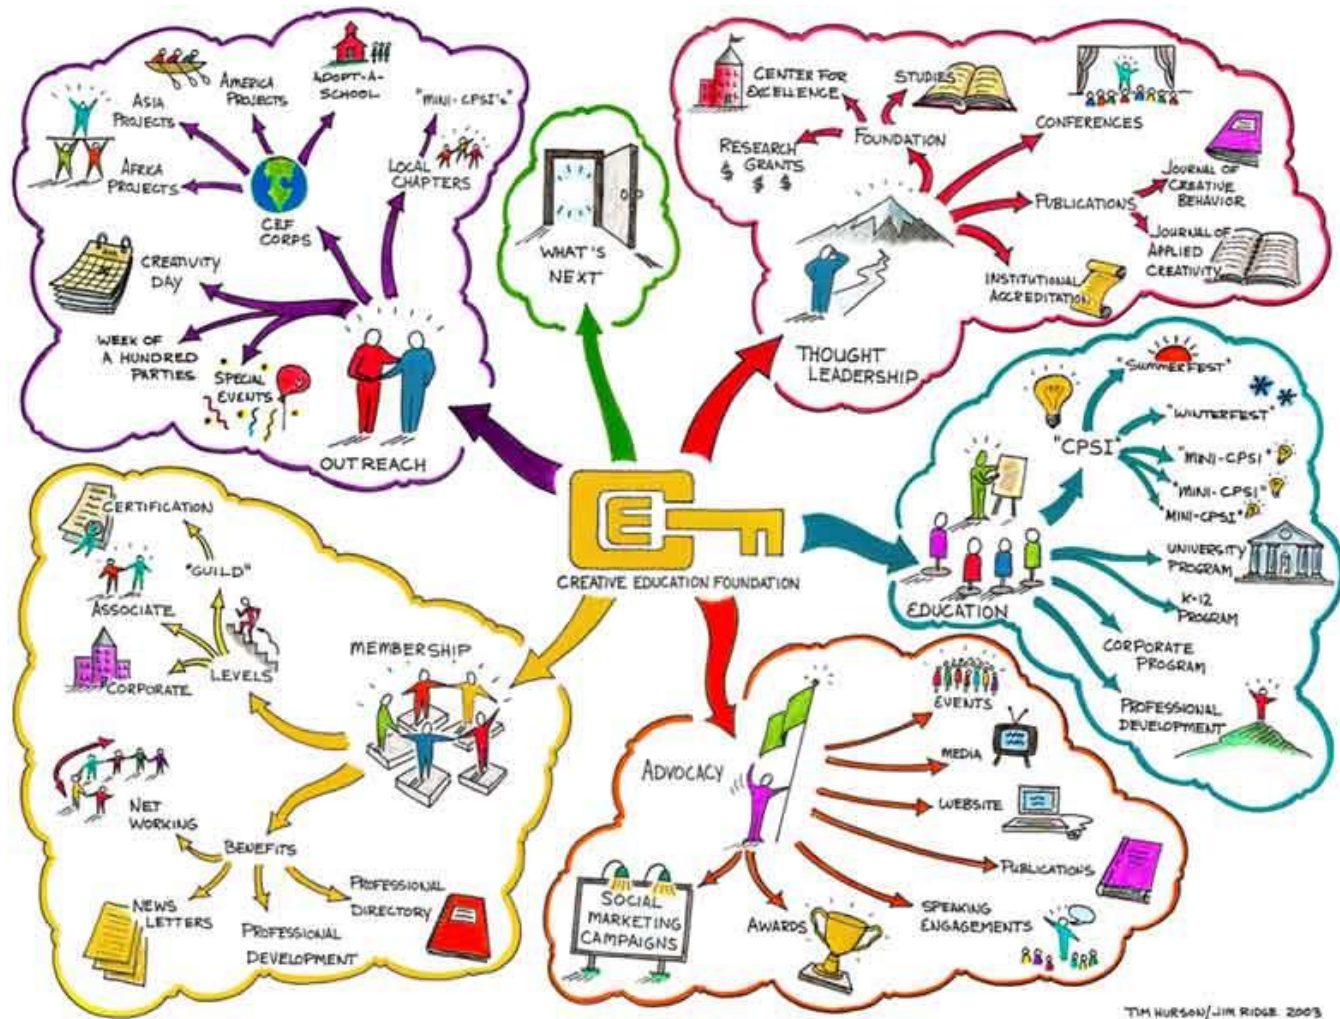 ASIA
PROJECTS
AMERICA
PROJECTS
ADOPT-A-
SCHOOL
"MINI-CPSI's"
AFRICA
PROJECTS
CEF
CORPS
LOCAL
CHAPTERS
CREATIVITY
DAY
WEEK OF
A HUNDRED
PARTIES
SPECIAL
EVENTS
OUTREACH
WHAT'S
NEXT
CENTER FOR
EXCELLENCE
STUDIES
RESEARCH
GRANTS
$ $ $
FOUNDATION
CONFERENCES
PUBLICATIONS
JOURNAL OF
CREATIVE
BEHAVIOR
JOURNAL OF
APPLIED
CREATIVITY
INSTITUTIONAL
ACCREDITATION
THOUGHT
LEADERSHIP
"SUMMERFEST"
"WINTERFEST"
"CPSI"
"MINI-CPSI"
"MINI-CPSI"
"MINI-CPSI"
UNIVERSITY
PROGRAM
K-12
PROGRAM
CORPORATE
PROGRAM
PROFESSIONAL
DEVELOPMENT
EDUCATION
CREATIVE EDUCATION FOUNDATION
CERTIFICATION
"GUILD"
ASSOCIATE
CORPORATE
LEVELS
MEMBERSHIP
NET
WORKING
BENEFITS
NEWS
LETTERS
PROFESSIONAL
DEVELOPMENT
PROFESSIONAL
DIRECTORY
ADVOCACY
EVENTS
MEDIA
WEBSITE
PUBLICATIONS
SPEAKING
ENGAGEMENTS
AWARDS
SOCIAL
MARKETING
CAMPAIGNS
TIM HURSON/JIM RIDGE 2003